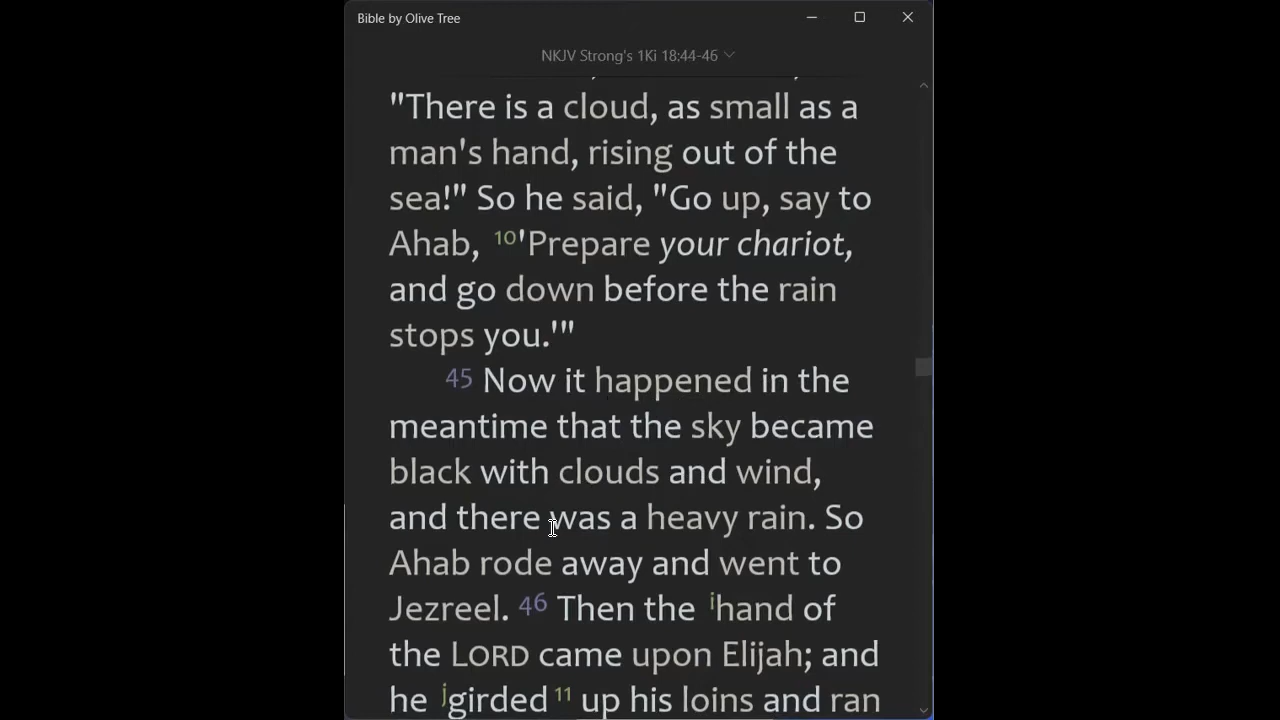 Bible by Olive Tree
NKJV Strong's 1Ki 18:44-46
"There is a cloud, as small as a
man's hand, rising out of the
sea!" So he said, "Go up, say to
Ahab, 10'Prepare your chariot,
and go down before the rain
stops you.'"
45 Now it happened in the
meantime that the sky became
black with clouds and wind,
and there was a heavy rain. So
Ahab rode away and went to
Jezreel. 46 Then the ihand of
the LORD came upon Elijah; and
he jgirded11 up his loins and ran